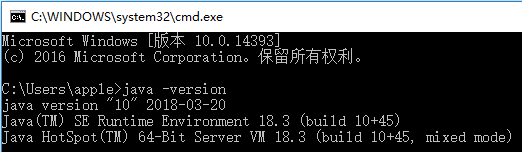 C:\WINDOWS\system32\cmd.exe
Microsoft Windows [版本 10.0.14393]
(c) 2016 Microsoft Corporation。保留所有权利。
C:\Users\apple>java -version
java version "10" 2018-03-20
Java(TM) SE Runtime Environment 18.3 (build 10+45)
Java HotSpot(TM) 64-Bit Server VM 18.3 (build 10+45, mixed mode)